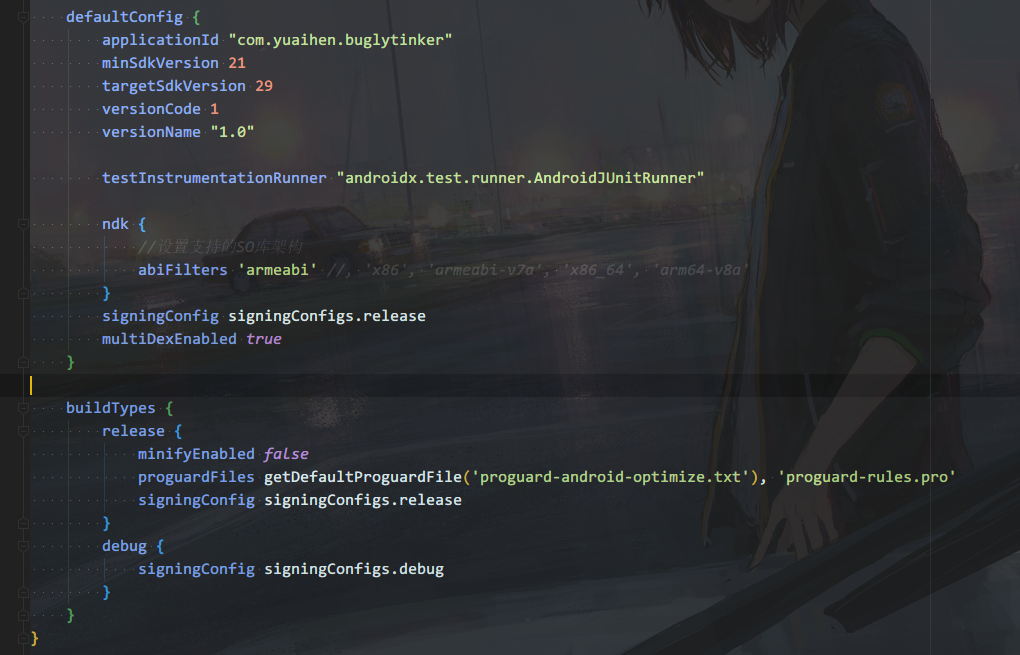 defaultConfig {
applicationId "com.yuaihen.buglytinker"
minSdkVersion 21
targetSdkVersion 29
versionCode 1
versionName "1.0"
testInstrumentationRunner "androidx.test.runner.AndroidJUnitRunner"
ndk {
//设置支持的SO库架构
abiFilters 'armeabi' //, 'x86', 'armeabi-v7a', 'x86_64', 'arm64-v8a'
}
signingConfig signingConfigs.release
multiDexEnabled true
}
buildTypes {
release {
minifyEnabled false
proguardFiles getDefaultProguardFile('proguard-android-optimize.txt'), 'proguard-rules.pro'
signingConfig signingConfigs.release
}
debug {
signingConfig signingConfigs.debug
}
}
}